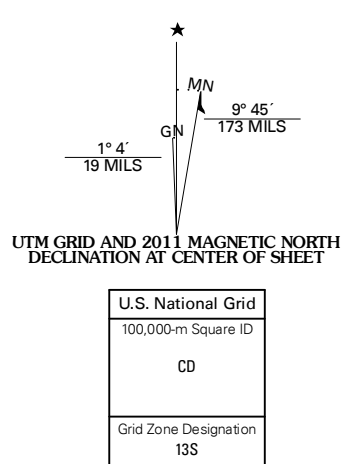 MN
GN
9° 45´
173 MILS
1° 4´
19 MILS
UTM GRID AND 2011 MAGNETIC NORTH
DECLINATION AT CENTER OF SHEET
U.S. National Grid
100,000-m Square ID
CD
Grid Zone Designation
13S